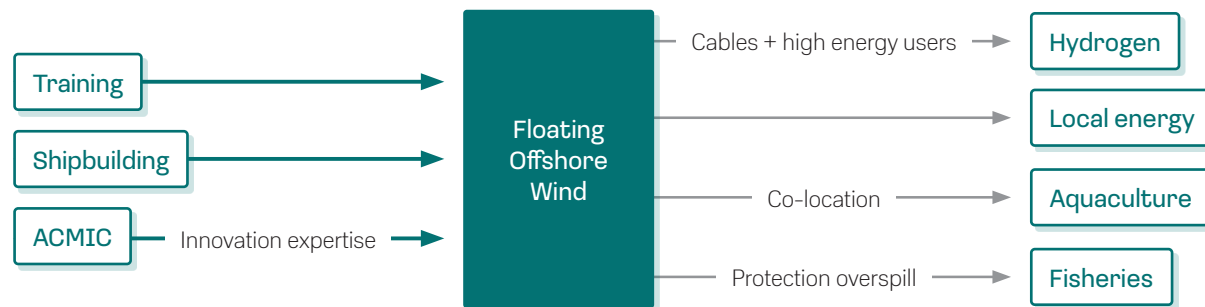 Training
Shipbuilding
ACMIC
Innovation expertise
Floating
Offshore
Wind
Cables + high energy users
Hydrogen
Local energy
Co-location
Aquaculture
Protection overspill
Fisheries